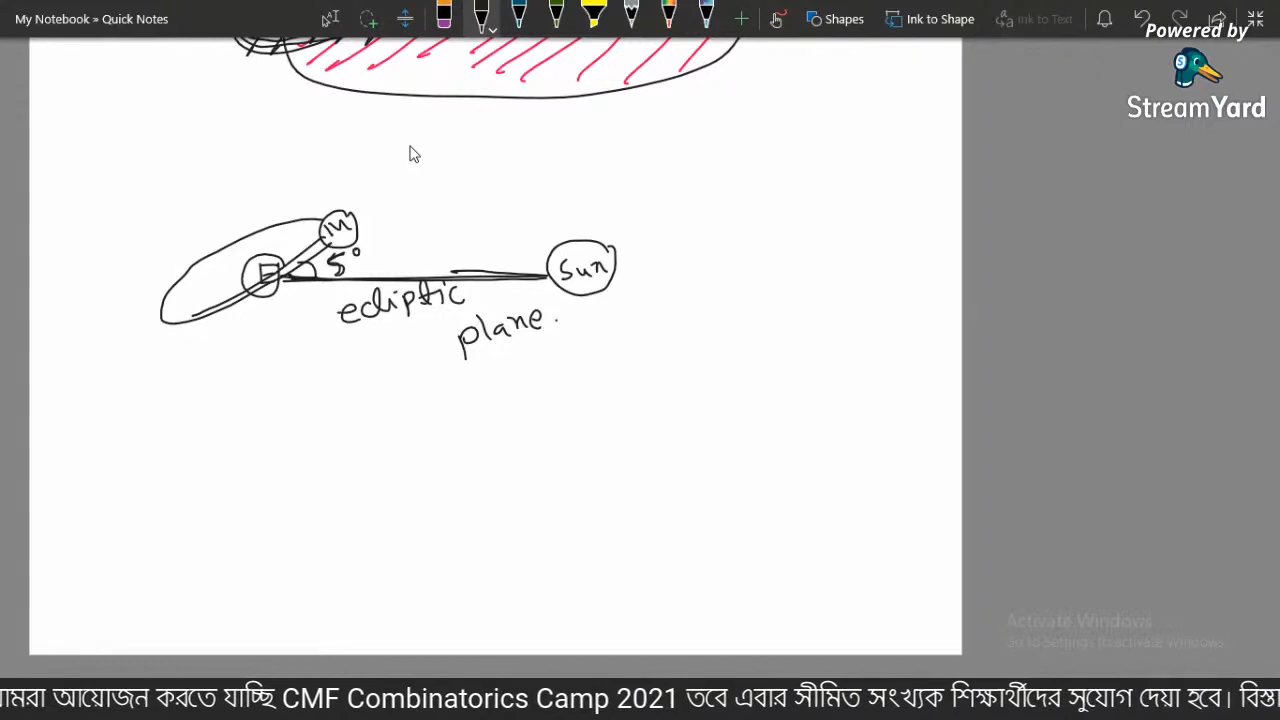 My Notebook » Quick Notes
Shapes
Ink to Shape
Ink to Text
Powered by
StreamYard
M
5°
E
Sun
ecliptic
plane.
Activate Windows
Go to Settings to activate Windows.
আমরা আয়োজন করতে যাচ্ছি CMF Combinatorics Camp 2021 তবে এবার সীমিত সংখ্যক শিক্ষার্থীদের সুযোগ দেয়া হবে।